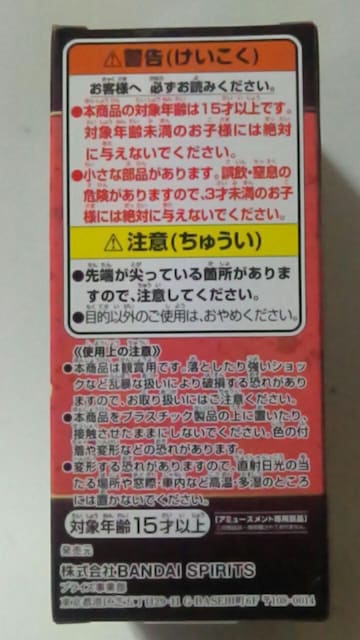 ⚠警告(けいこく)
お客様へ 必ずお読みください。
●本商品の対象年齢は15才以上です。
対象年齢未満のお子様には絶対
に与えないでください。
●小さな部品があります。誤飲・窒息の
危険がありますので、3才未満のお子
様には絶対に与えないでください。
⚠注意(ちゅうい)
●先端が尖っている箇所がありま
すので、注意してください。
●目的以外のご使用は、おやめください。
《使用上の注意》
●本商品は観賞用です。落としたり強いショッ
クなど乱暴な扱いにより破損する恐れがあり
ますので、お取り扱いにはご注意ください。
●本商品をプラスチック製品の上に置いたり、
接触させたままにしないでください。色の付
着や変形などの恐れがあります。
●変形する恐れがありますので、直射日光の当
たる場所や窓際、車内など高温・多湿のところ
には置かないでください。
対象年齢15才以上
【アミューズメント専用景品】
発売元
株式会社BANDAI SPIRITS
プライズ事業部
〒108-0014